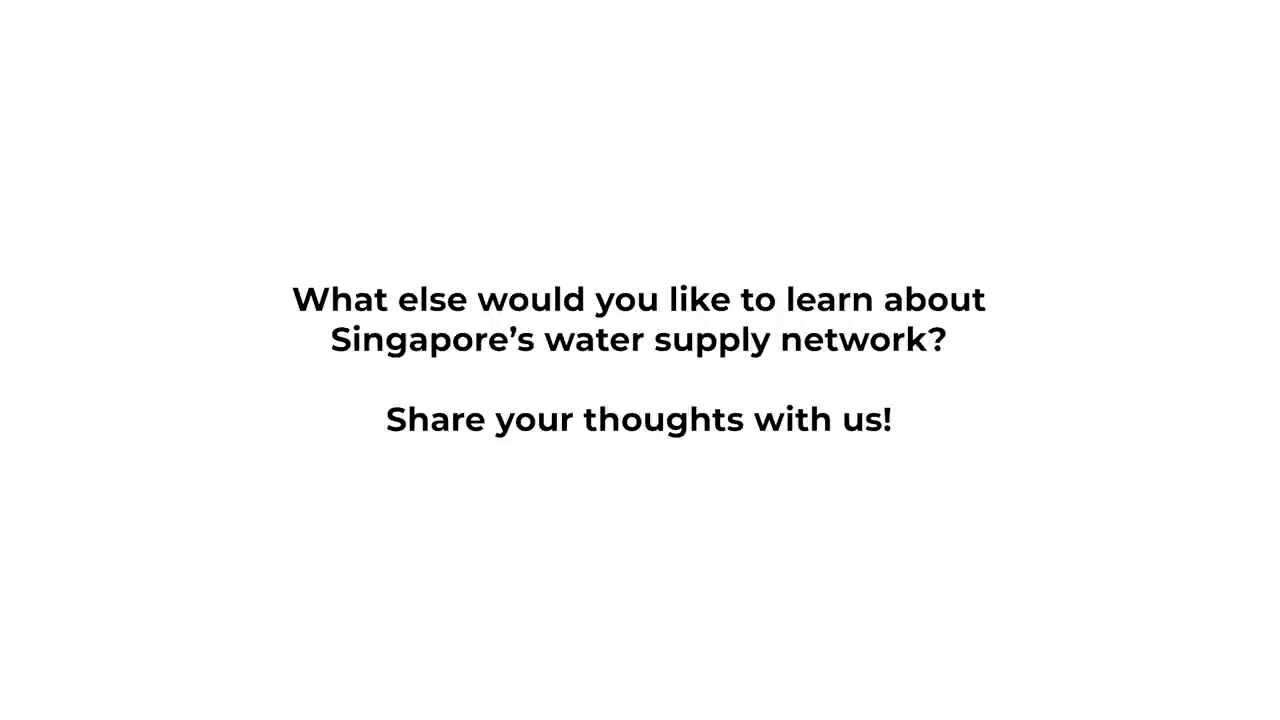 What else would you like to learn about
Singapore’s water supply network?
Share your thoughts with us!